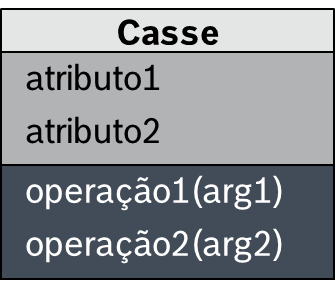 Casse
atributo1
atributo2
operação1(arg1)
operação2(arg2)